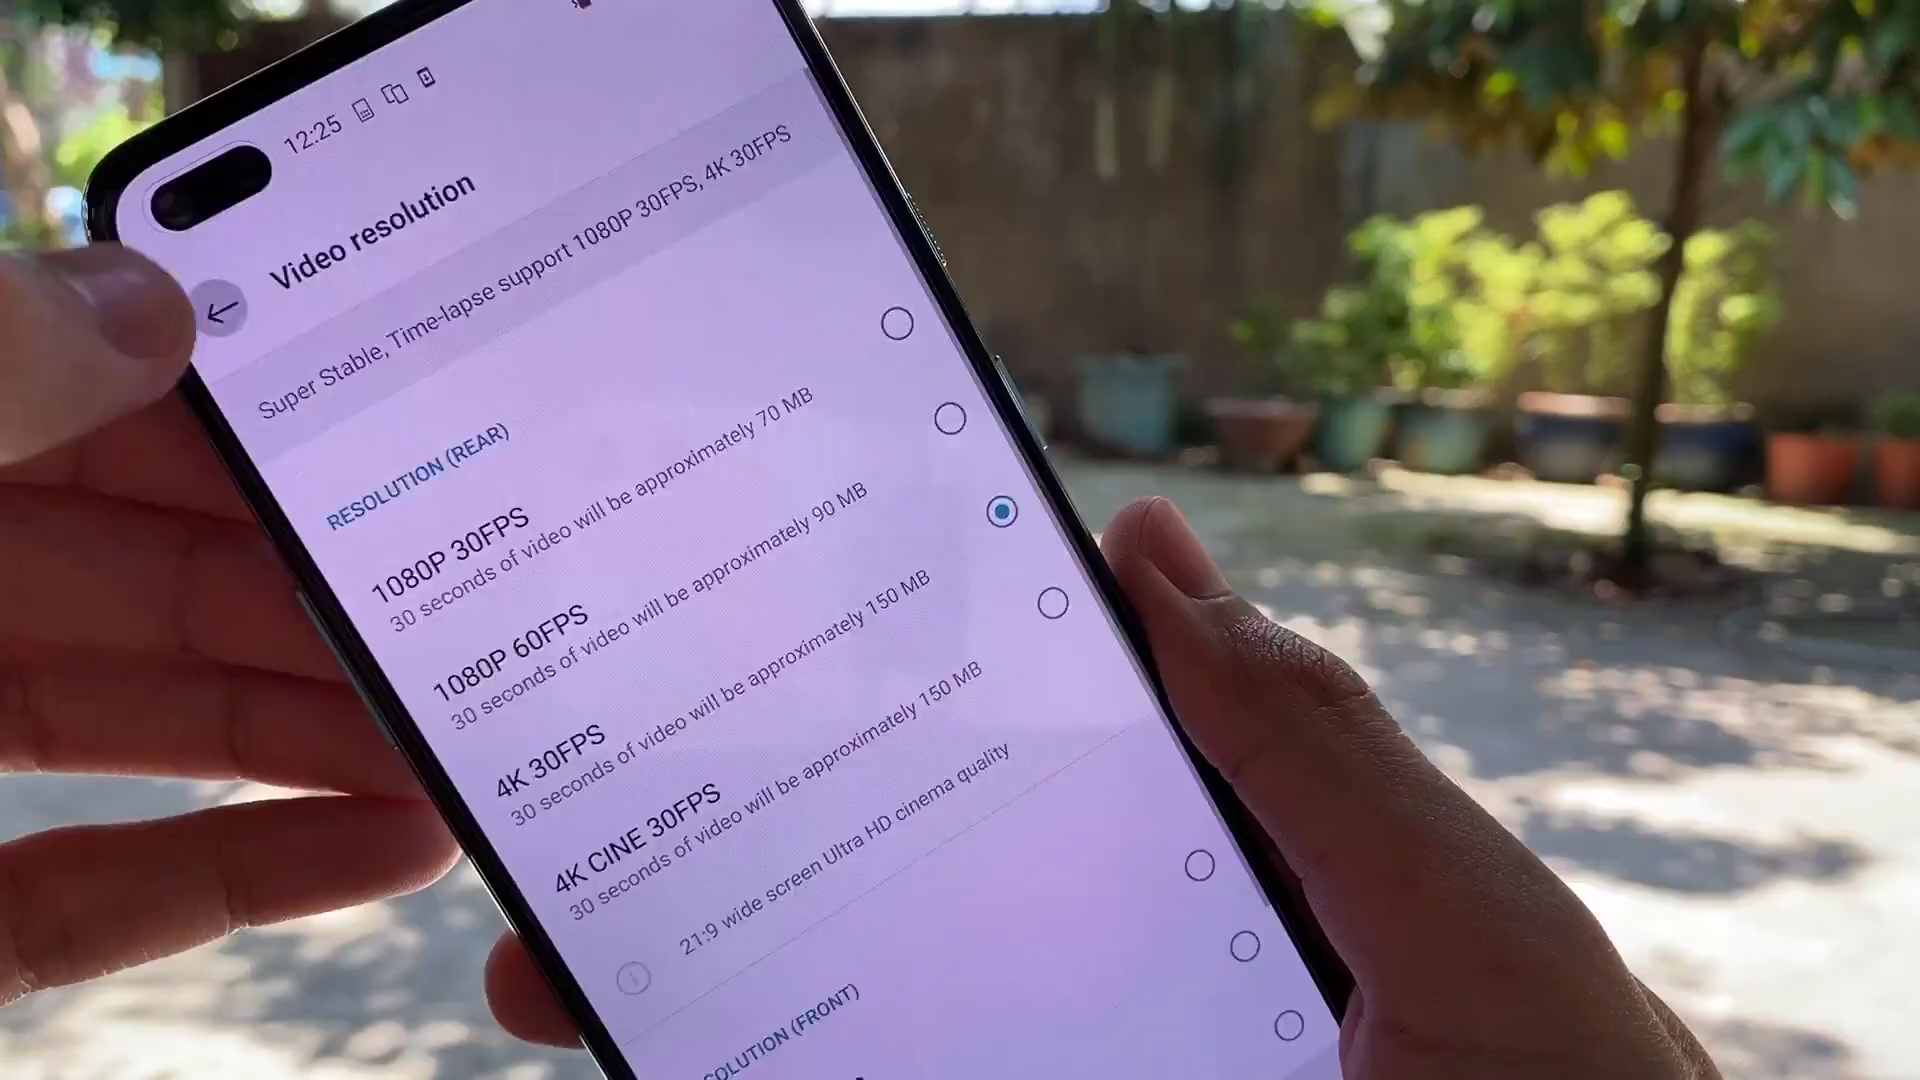 12:25
Video resolution
Super Stable, Time-lapse support 1080P 30FPS, 4K 30FPS
RESOLUTION (REAR)
1080P 30FPS
30 seconds of video will be approximately 70 MB
1080P 60FPS
30 seconds of video will be approximately 90 MB
4K 30FPS
30 seconds of video will be approximately 150 MB
4K CINE 30FPS
30 seconds of video will be approximately 150 MB
21:9 wide screen Ultra HD cinema quality
(FRONT)